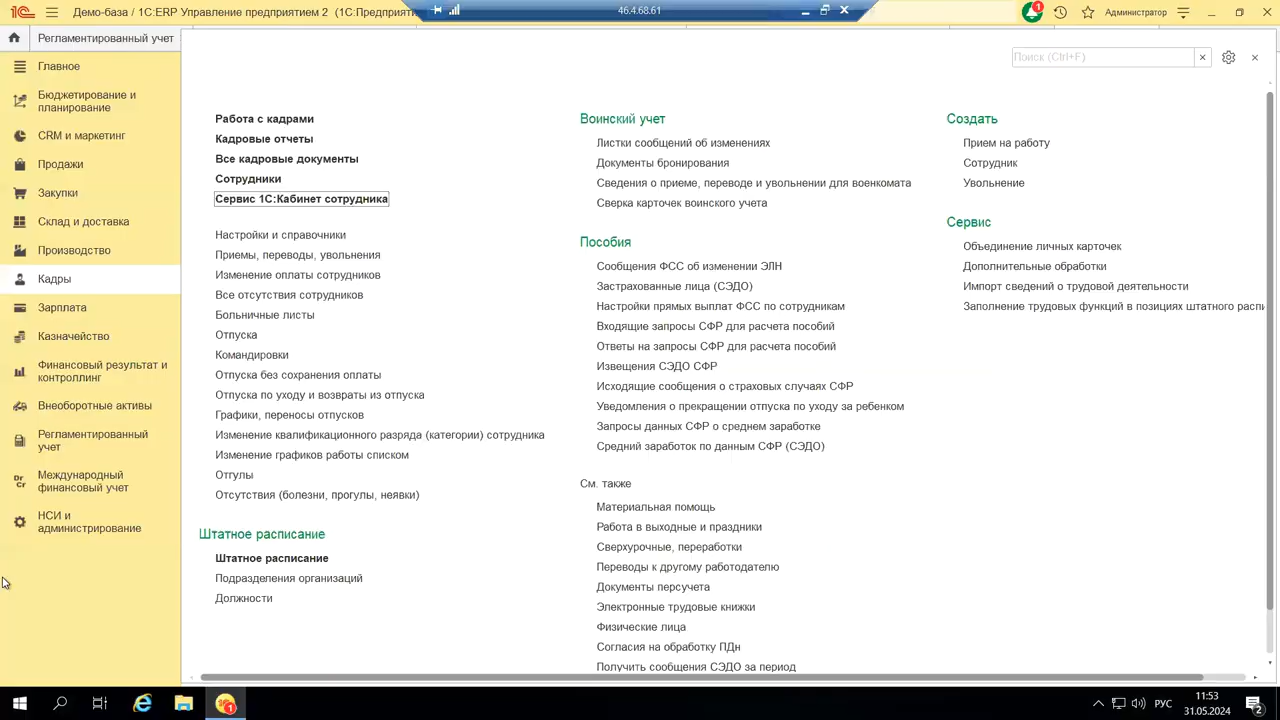 Демо-база / 1С:ERP Управление предприятием 2 (1С:Предприяти
46.4.68.61
1
Администратор
Регламентированный учет
Поиск (Ctrl+F)
Главное
Бюджетирование и
планирование
CRM и маркетинг
Продажи
Закупки
Склад и доставка
Производство
Кадры
Зарплата
Казначейство
Финансовый результат и
контроллинг
Внеоборотные активы
Регламентированный
учет
Dr
Cr
Международный
финансовый учет
НСИ и
администрирование
Работа с кадрами
Кадровые отчеты
Все кадровые документы
Сотрудники
Сервис 1С:Кабинет сотрудника
Настройки и справочники
Приемы, переводы, увольнения
Изменение оплаты сотрудников
Все отсутствия сотрудников
Больничные листы
Отпуска
Командировки
Отпуска без сохранения оплаты
Отпуска по уходу и возвраты из отпуска
Графики, переносы отпусков
Изменение квалификационного разряда (категории) сотрудника
Изменение графиков работы списком
Отгулы
Отсутствия (болезни, прогулы, неявки)
Штатное расписание
Штатное расписание
Подразделения организаций
Должности
Воинский учет
Листки сообщений об изменениях
Документы бронирования
Сведения о приеме, переводе и увольнении для военкомата
Сверка карточек воинского учета
Пособия
Сообщения ФСС об изменении ЭЛН
Застрахованные лица (СЭДО)
Настройки прямых выплат ФСС по сотрудникам
Входящие запросы СФР для расчета пособий
Ответы на запросы СФР для расчета пособий
Извещения СЭДО СФР
Исходящие сообщения о страховых случаях СФР
Уведомления о прекращении отпуска по уходу за ребенком
Запросы данных СФР о среднем заработке
Средний заработок по данным СФР (СЭДО)
См. также
Материальная помощь
Работа в выходные и праздники
Сверхурочные, переработки
Переводы к другому работодателю
Документы персучета
Электронные трудовые книжки
Физические лица
Согласия на обработку ПДн
Получить сообщения СЭДО за период
Создать
Прием на работу
Сотрудник
Увольнение
Сервис
Объединение личных карточек
Дополнительные обработки
Импорт сведений о трудовой деятельности
Заполнение трудовых функций в позициях штатного распи
1
РУС
11:53
31.05.2024
2